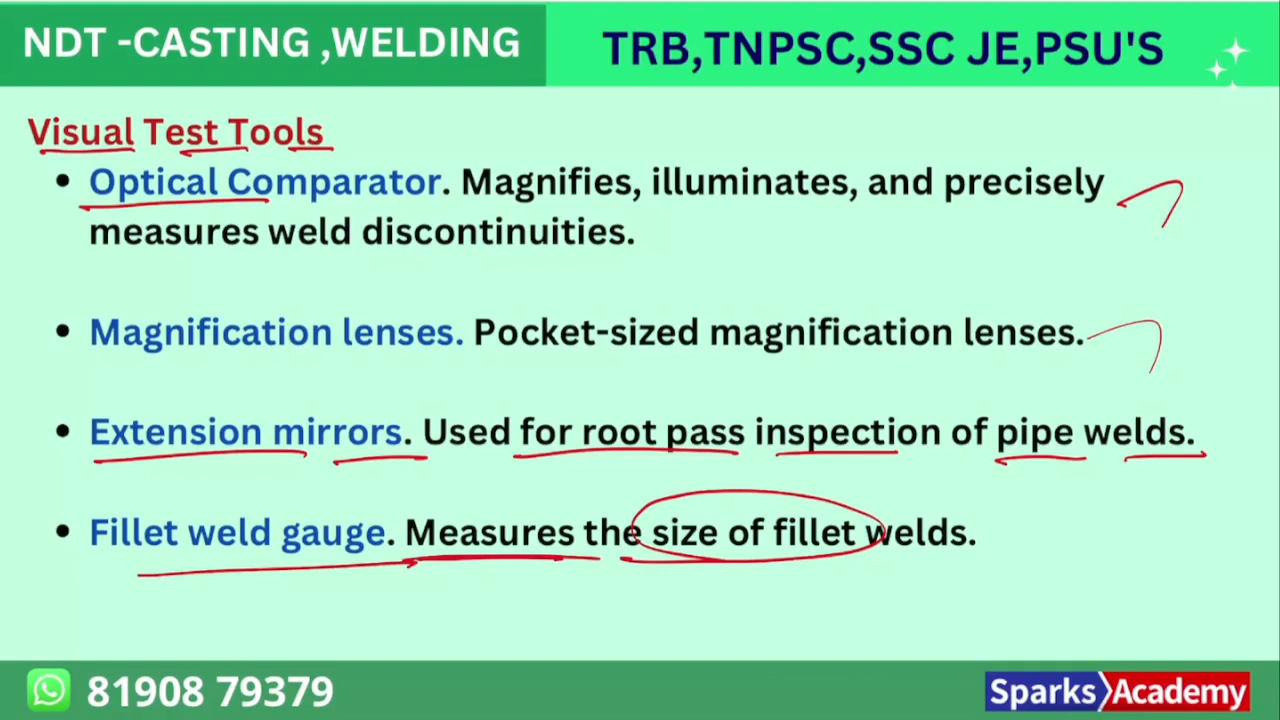 NDT -CASTING ,WELDING
TRB,TNPSC,SSC JE,PSU'S
Visual Test Tools
• Optical Comparator. Magnifies, illuminates, and precisely
measures weld discontinuities.
• Magnification lenses. Pocket-sized magnification lenses.
• Extension mirrors. Used for root pass inspection of pipe welds.
• Fillet weld gauge. Measures the size of fillet welds.
81908 79379
Sparks Academy